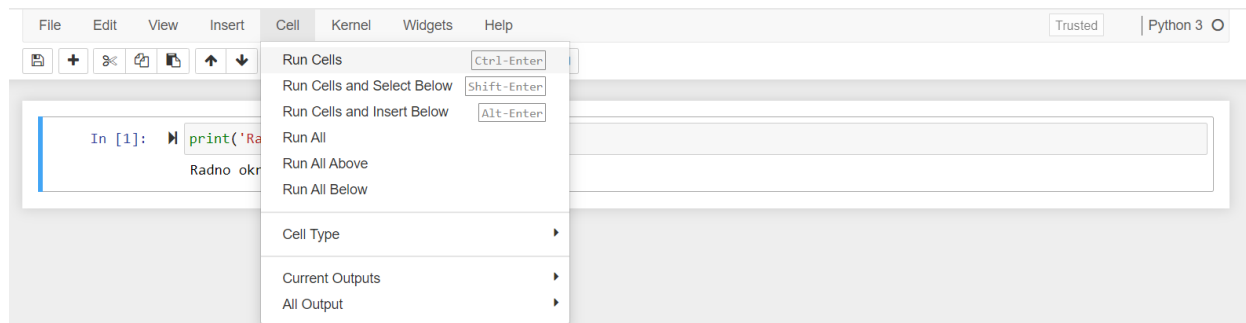 File Edit View Insert Cell Kernel Widgets Help Trusted Python 3
Run Cells Ctrl-Enter
Run Cells and Select Below Shift-Enter
Run Cells and Insert Below Alt-Enter
Run All
Run All Above
Run All Below
Cell Type
Current Outputs
All Output
In [1]: print('Ra
Radno okr